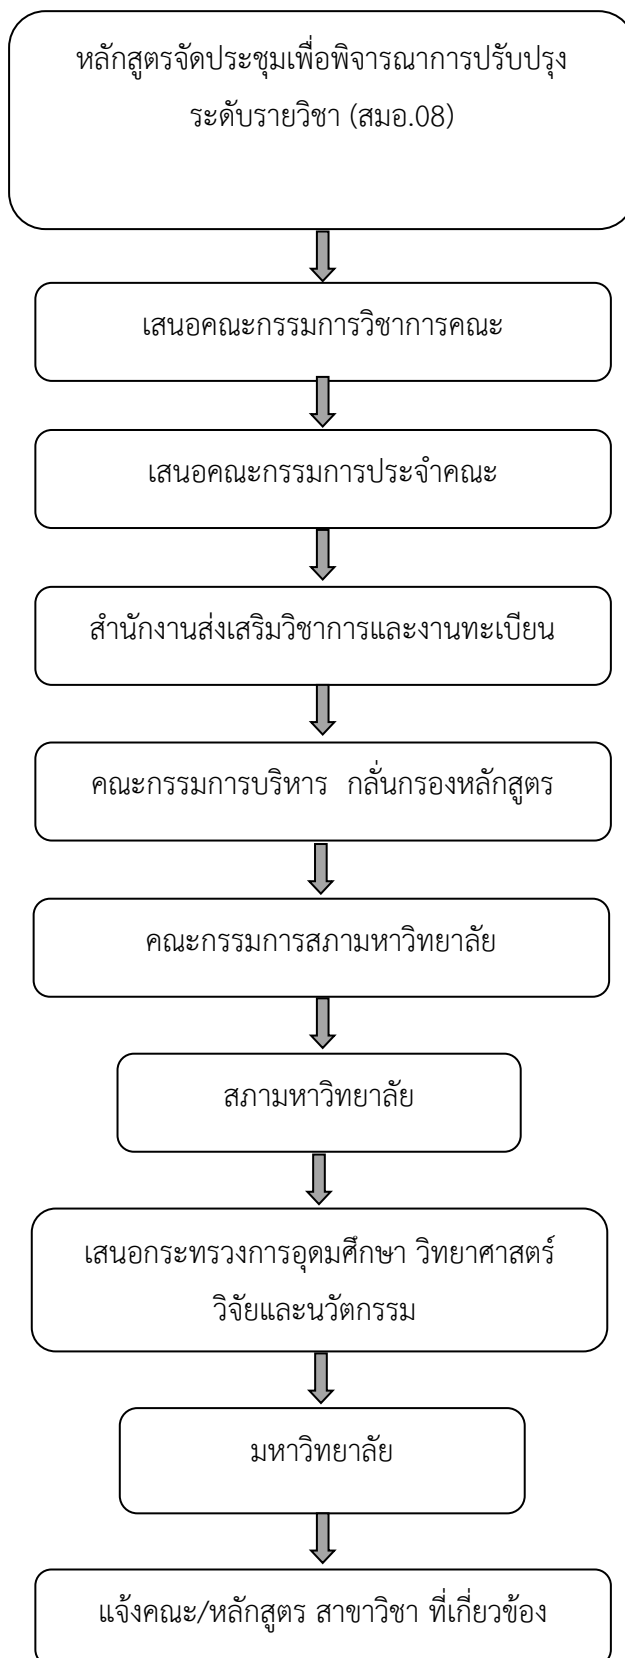 หลักสูตรจัดประชุมเพื่อพิจารณาการปรับปรุง
ระดับรายวิชา (สมอ.08)
เสนอคณะกรรมการวิชาการคณะ
เสนอคณะกรรมการประจำคณะ
สำนักงานส่งเสริมวิชาการและงานทะเบียน
คณะกรรมการบริหาร กลั่นกรองหลักสูตร
คณะกรรมการสภามหาวิทยาลัย
สภามหาวิทยาลัย
เสนอกระทรวงการอุดมศึกษา วิทยาศาสตร์
วิจัยและนวัตกรรม
มหาวิทยาลัย
แจ้งคณะ/หลักสูตร สาขาวิชา ที่เกี่ยวข้อง